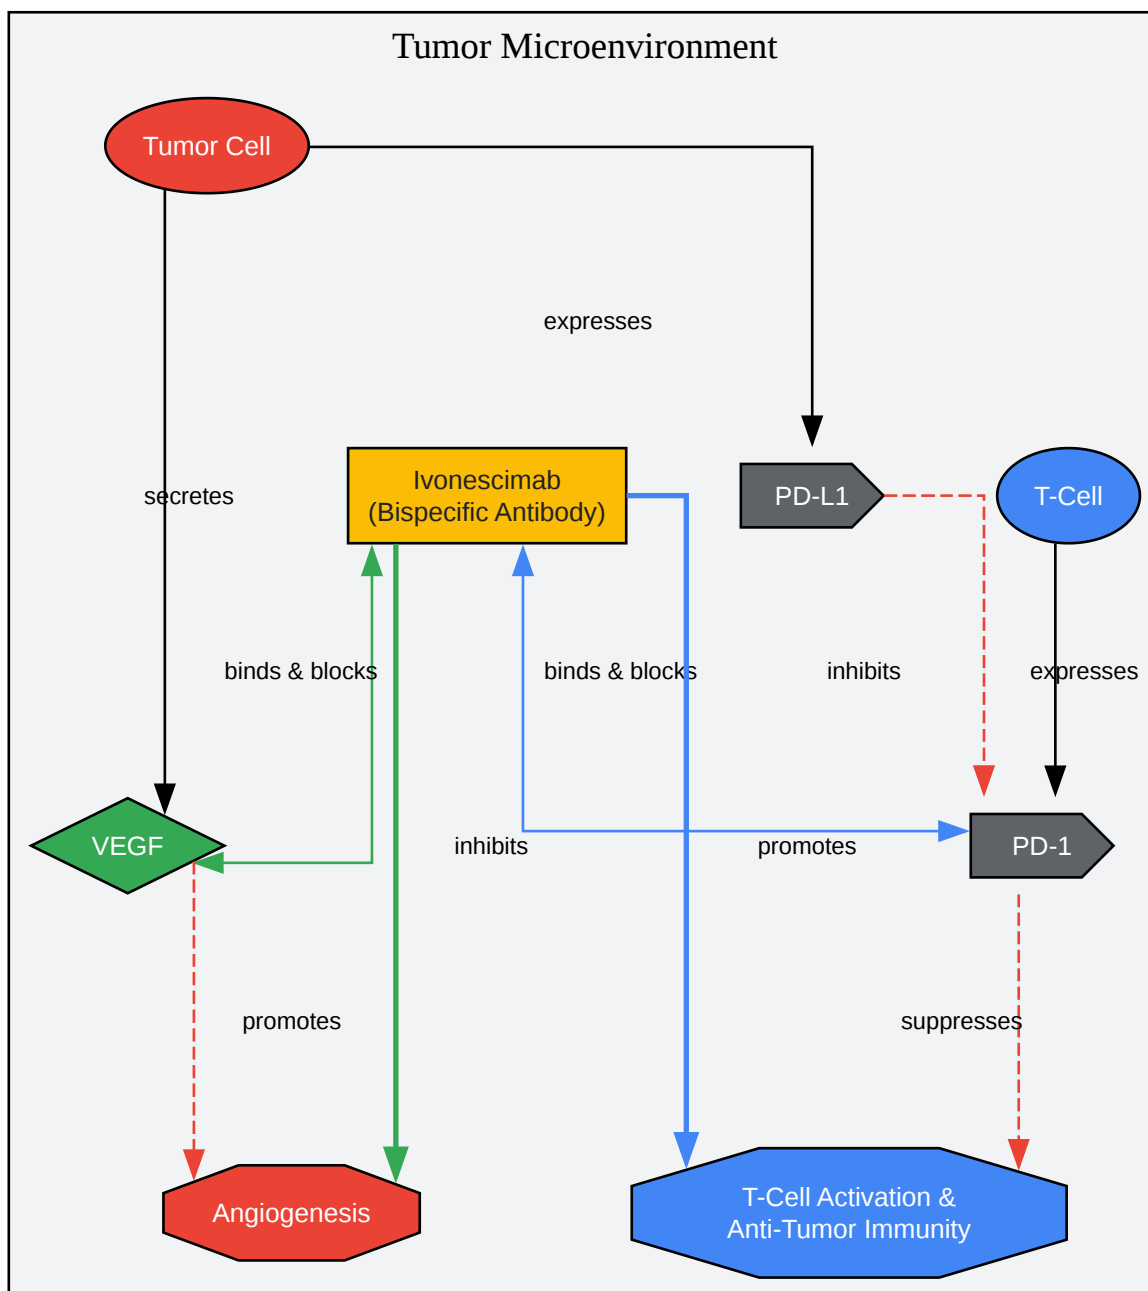 Tumor Microenvironment
Tumor Cell
expresses
secretes
Ivonescimab
(Bispecific Antibody)
PD-L1
T-Cell
binds & blocks
binds & blocks
inhibits
expresses
VEGF
inhibits
promotes
PD-1
promotes
suppresses
Angiogenesis
T-Cell Activation &
Anti-Tumor Immunity